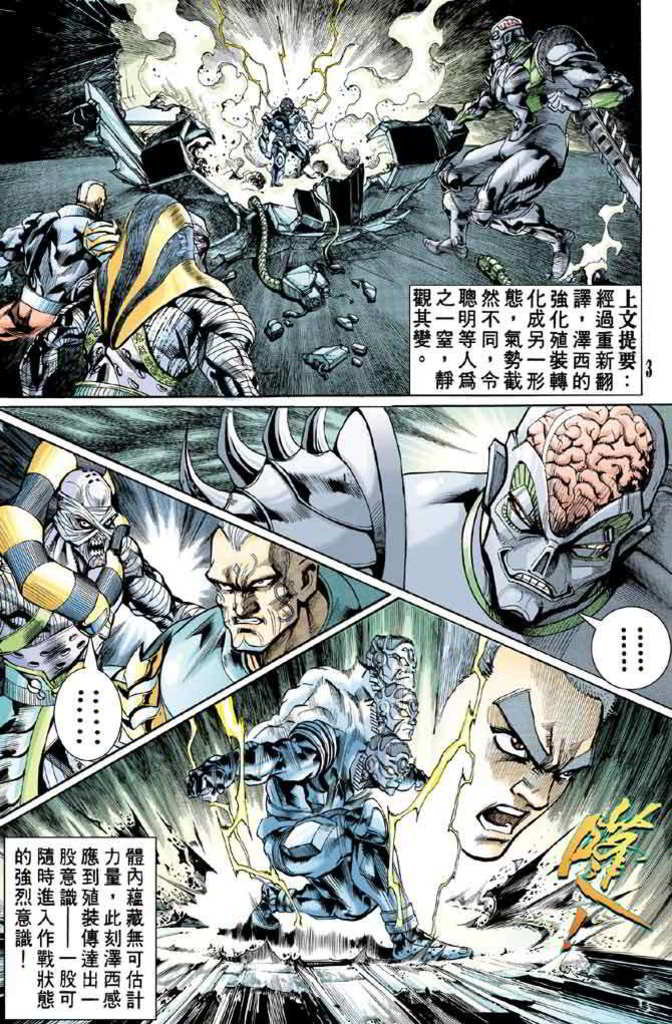 上文提要：
經過重新翻
譯，澤西的
強化殖裝轉
化成另一形
態，氣勢截
然不同，令
聰明等人為
之一窒，靜
觀其變。
3
⋯⋯
⋯⋯
體內蘊藏無可估計
力量，此刻澤西感
應到殖裝傳達出一
股意識——一股可
隨時進入作戰狀態
的強烈意識！